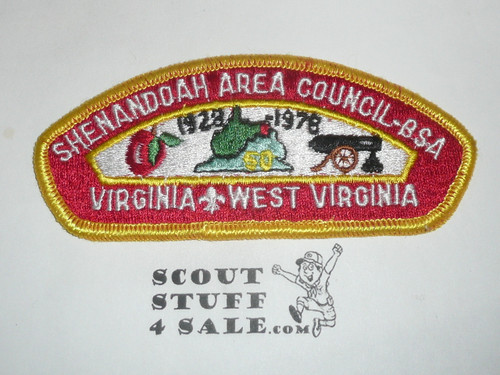 SHENANDOAH AREA COUNCIL-BSA
1928 -1978
50
VIRGINIA WEST VIRGINIA
SCOUT
STUFF
4 SALE.COM